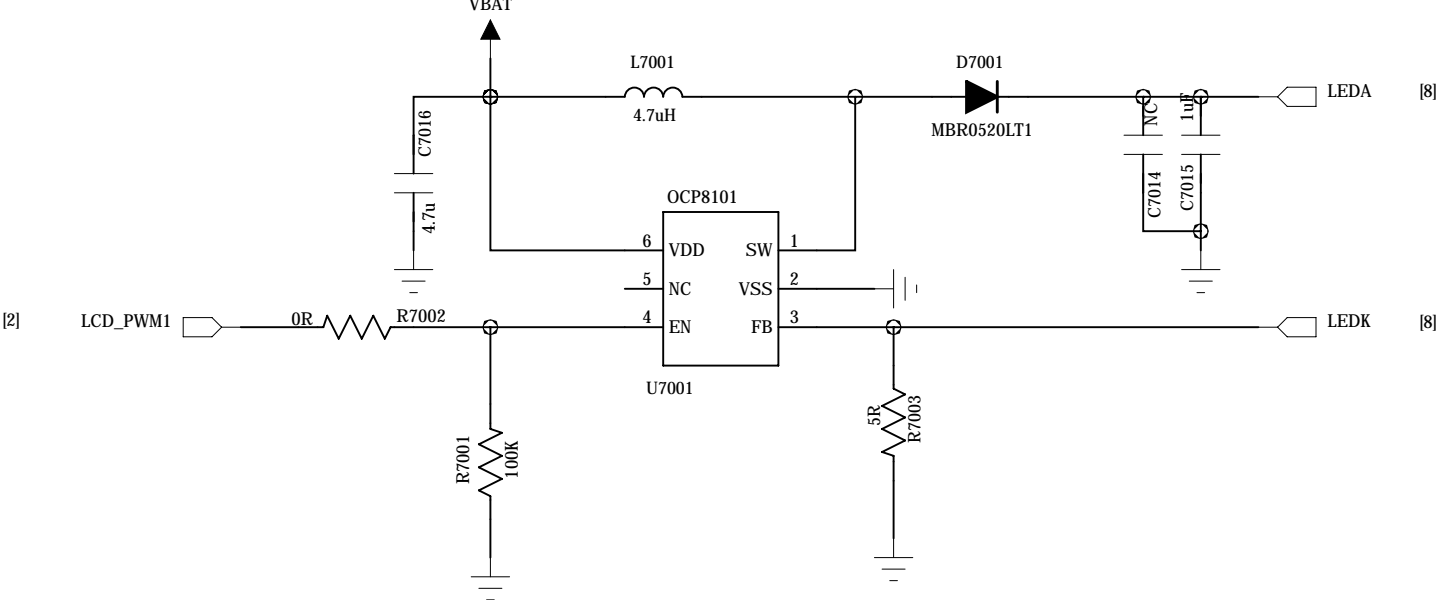 VBAT
L7001
4.7uH
D7001
MBR0520LT1
LEDA [8]
C7016
4.7u
NC
C7014
1uF
C7015
OCP8101
6 VDD SW 1
5 NC VSS 2
4 EN FB 3
U7001
[2] LCD_PWM1
0R R7002
LEDK [8]
R7001
100K
5R
R7003